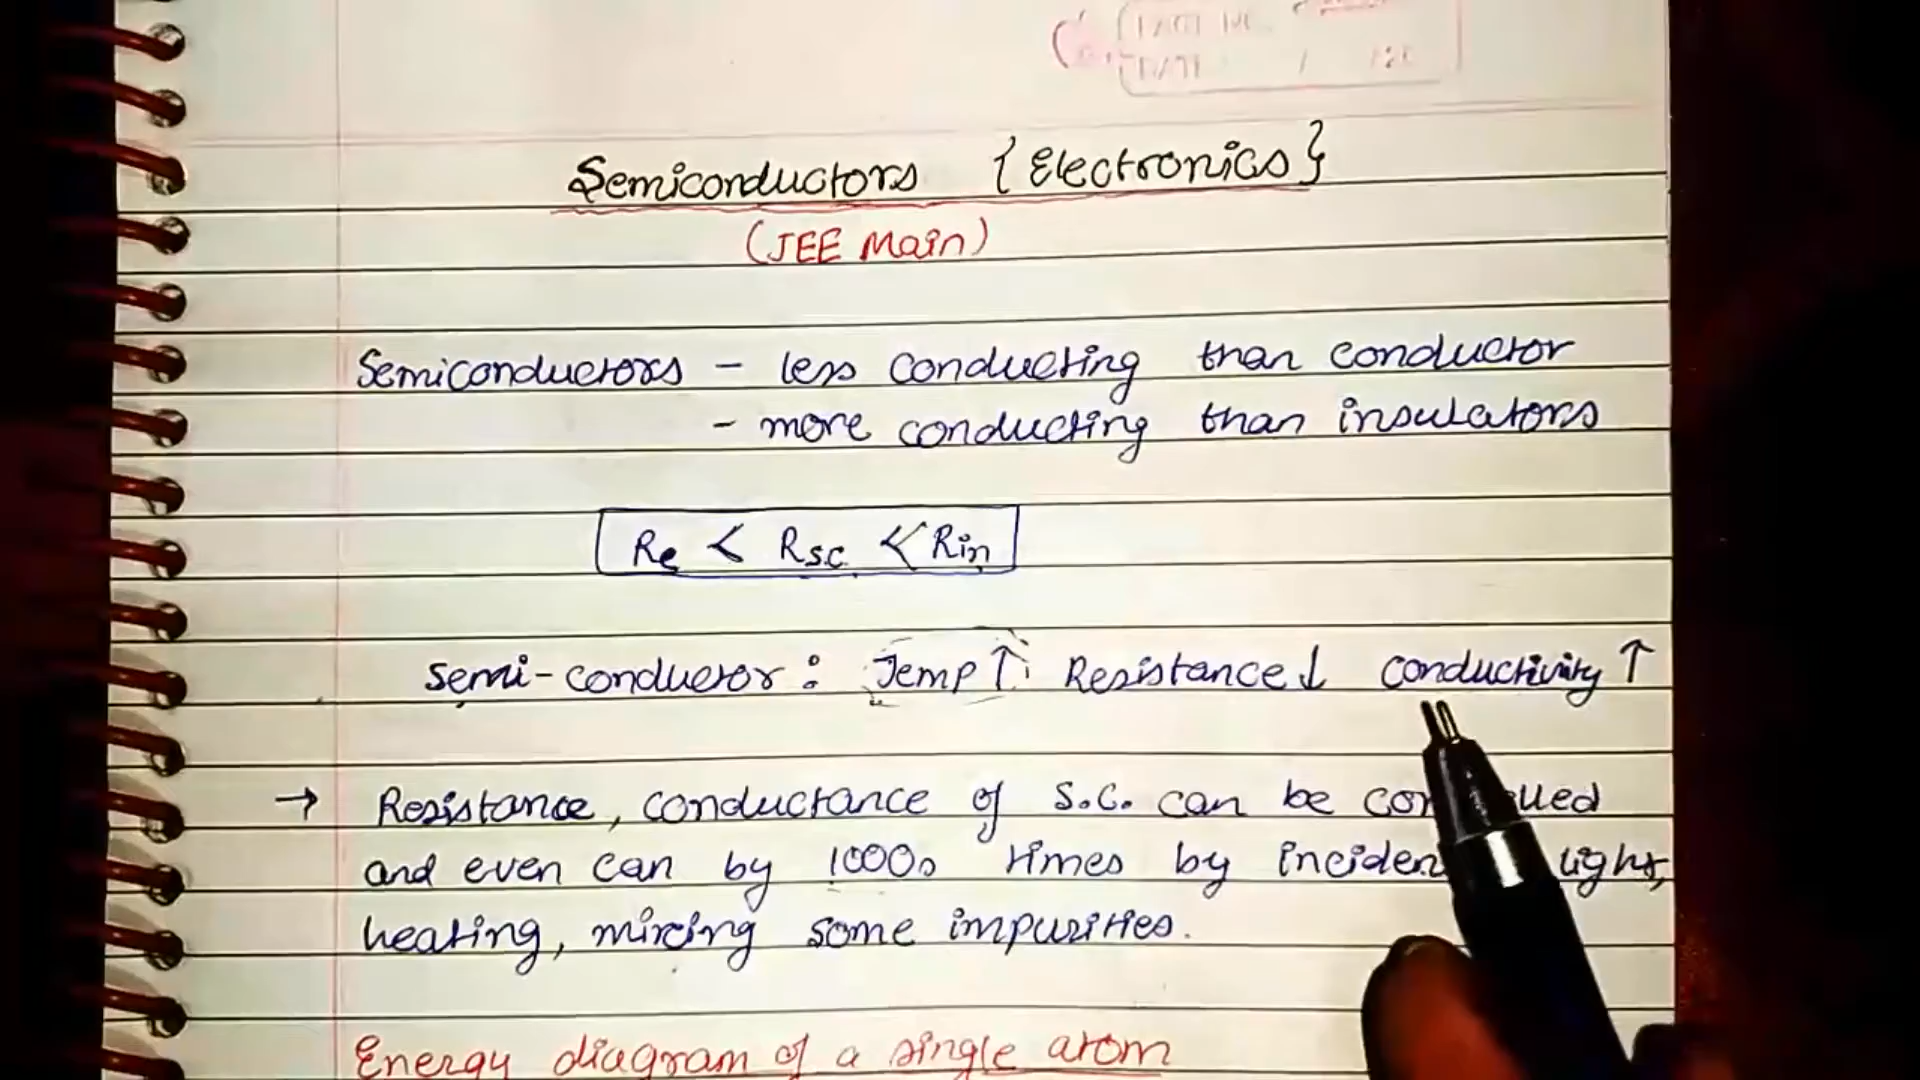 Semiconductors {Electronics}
(JEE Main)
Semiconductors - less conducting than conductor
- more conducting than insulators
Rc < Rsc < Rin
Semi-conductor : Temp ↑ Resistance ↓ Conductivity ↑
→ Resistance, conductance of S.C. can be
and even can by 1000s times by light,
heating, mixing some impurities.
Energy diagram of a single atom